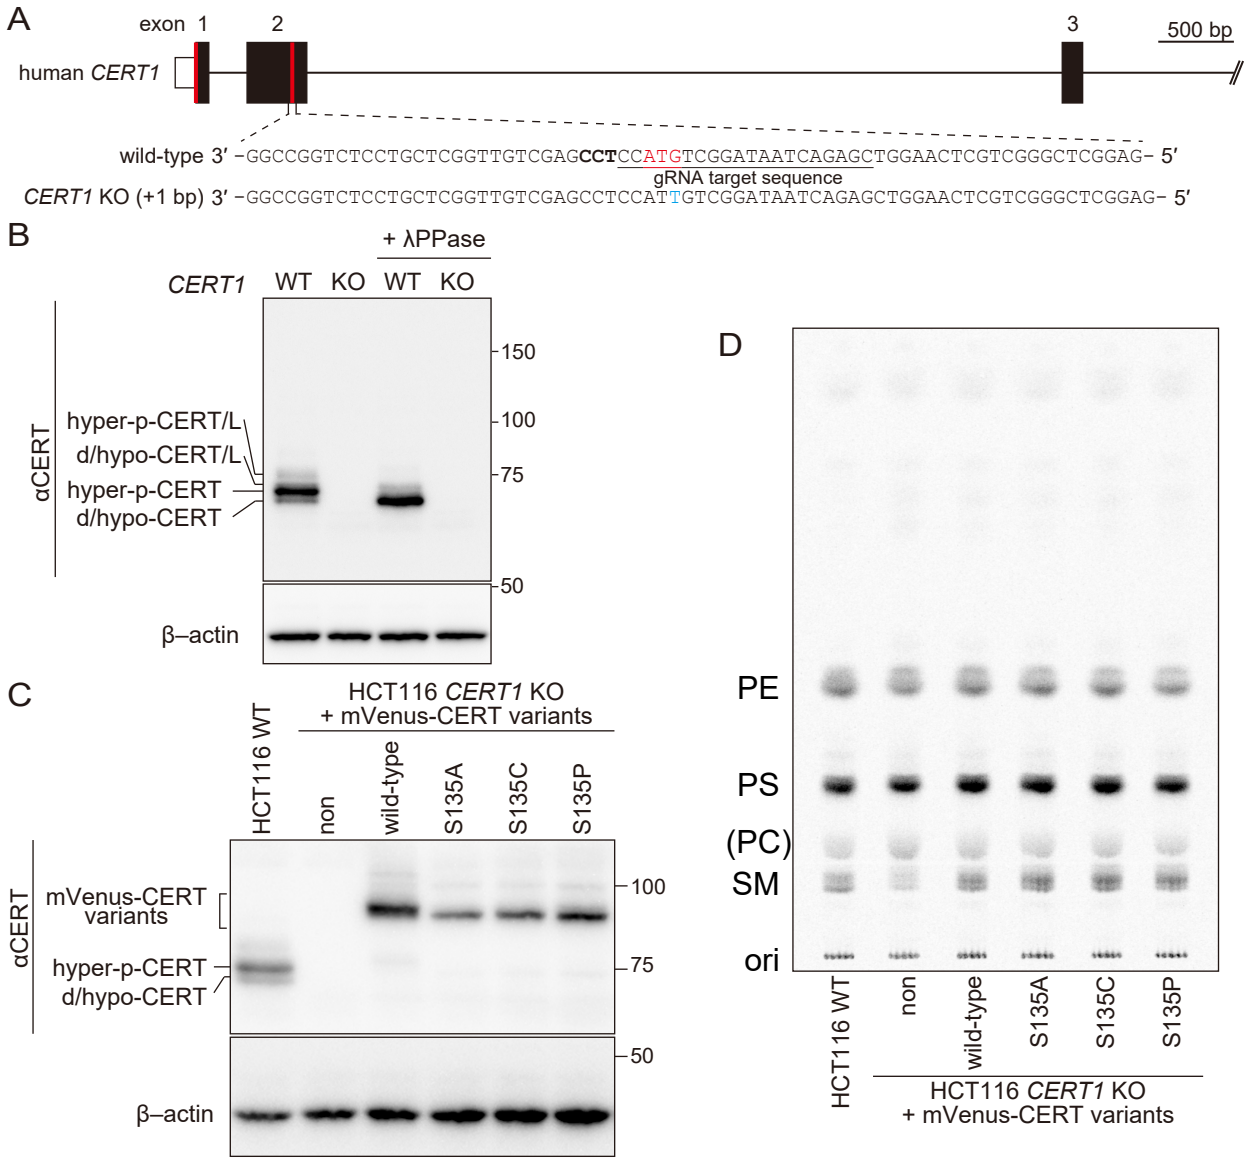 A
exon 1 2 3
500 bp
human CERT1
wild-type 3′ -GGCCGGTCTCCTGCTCGGTTGTCGAGCCTCCATGTCGGATAATCAGAGCTGGAACTCGTCGGGCTCGGAG- 5′
gRNA target sequence
CERT1 KO (+1 bp) 3′ -GGCCGGTCTCCTGCTCGGTTGTCGAGCCTCCATTGTCGGATAATCAGAGCTGGAACTCGTCGGGCTCGGAG- 5′
B
+ λPPase
CERT1 WT KO WT KO
αCERT
hyper-p-CERT/L
d/hypo-CERT/L
hyper-p-CERT
d/hypo-CERT
150
100
75
50
β–actin
C
HCT116 CERT1 KO
+ mVenus-CERT variants
HCT116 WT
non
wild-type
S135A
S135C
S135P
αCERT
mVenus-CERT
variants
hyper-p-CERT
d/hypo-CERT
100
75
50
β–actin
D
PE
PS
(PC)
SM
ori
HCT116 WT
non
wild-type
S135A
S135C
S135P
HCT116 CERT1 KO
+ mVenus-CERT variants